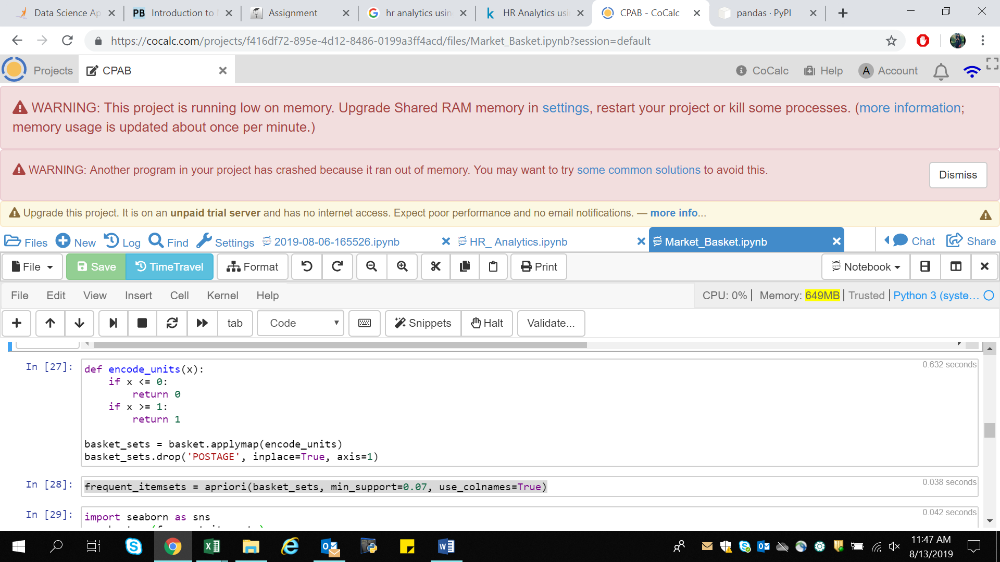 Data Science Ap
Introduction to
Assignment
hr analytics usin
HR Analytics usi
CPAB - CoCalc
pandas · PyPI
https://cocalc.com/projects/f416df72-895e-4d12-8486-0199a3ff4acd/files/Market_Basket.ipynb?session=default
Projects
CPAB
CoCalc
Help
A Account
WARNING: This project is running low on memory. Upgrade Shared RAM memory in settings, restart your project or kill some processes. (more information;
memory usage is updated about once per minute.)
WARNING: Another program in your project has crashed because it ran out of memory. You may want to try some common solutions to avoid this.
Dismiss
Upgrade this project. It is on an unpaid trial server and has no internet access. Expect poor performance and no email notifications. — more info...
Files New Log Find Settings 2019-08-06-165526.ipynb HR_ Analytics.ipynb Market_Basket.ipynb Chat Share
File Save TimeTravel Format Print Notebook
File Edit View Insert Cell Kernel Help CPU: 0% Memory: 649MB Trusted Python 3 (syste...
tab Code Snippets Halt Validate...
In [27]: def encode_units(x): 0.632 seconds
if x <= 0:
return 0
if x >= 1:
return 1
basket_sets = basket.applymap(encode_units)
basket_sets.drop('POSTAGE', inplace=True, axis=1)
In [28]: frequent_itemsets = apriori(basket_sets, min_support=0.07, use_colnames=True) 0.038 seconds
In [29]: import seaborn as sns 0.042 seconds
11:47 AM
8/13/2019